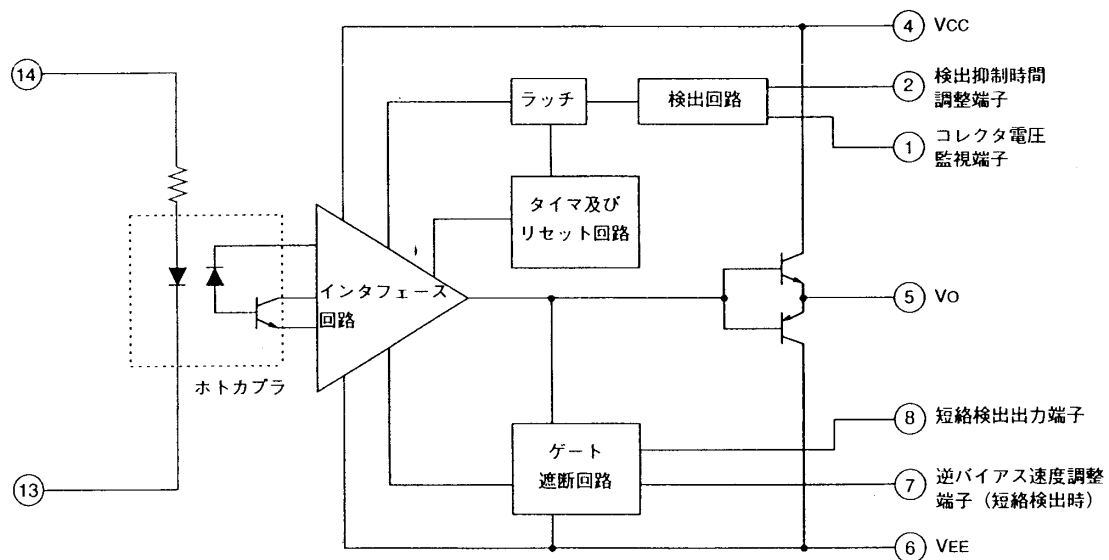 ④ VCC
⑭
② 検出抑制時間
調整端子
ラッチ
検出回路
① コレクタ電圧
監視端子
タイマ及び
リセット回路
インタフェース
回路
⑤ VO
ホトカプラ
⑧ 短絡検出出力端子
ゲート
遮断回路
⑦ 逆バイアス速度調整
端子（短絡検出時）
⑬
⑥ VEE